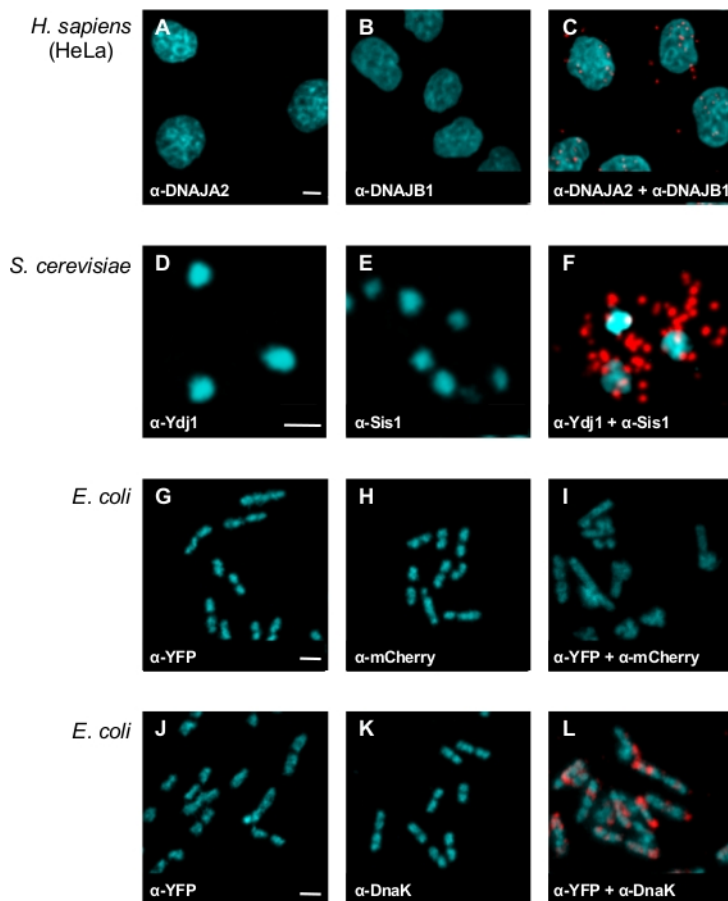 H. sapiens
(HeLa)
A
B
C
α-DNAJA2
α-DNAJB1
α-DNAJA2 + α-DNAJB1
S. cerevisiae
D
E
F
α-Ydj1
α-Sis1
α-Ydj1 + α-Sis1
E. coli
G
H
I
α-YFP
α-mCherry
α-YFP + α-mCherry
E. coli
J
K
L
α-YFP
α-DnaK
α-YFP + α-DnaK